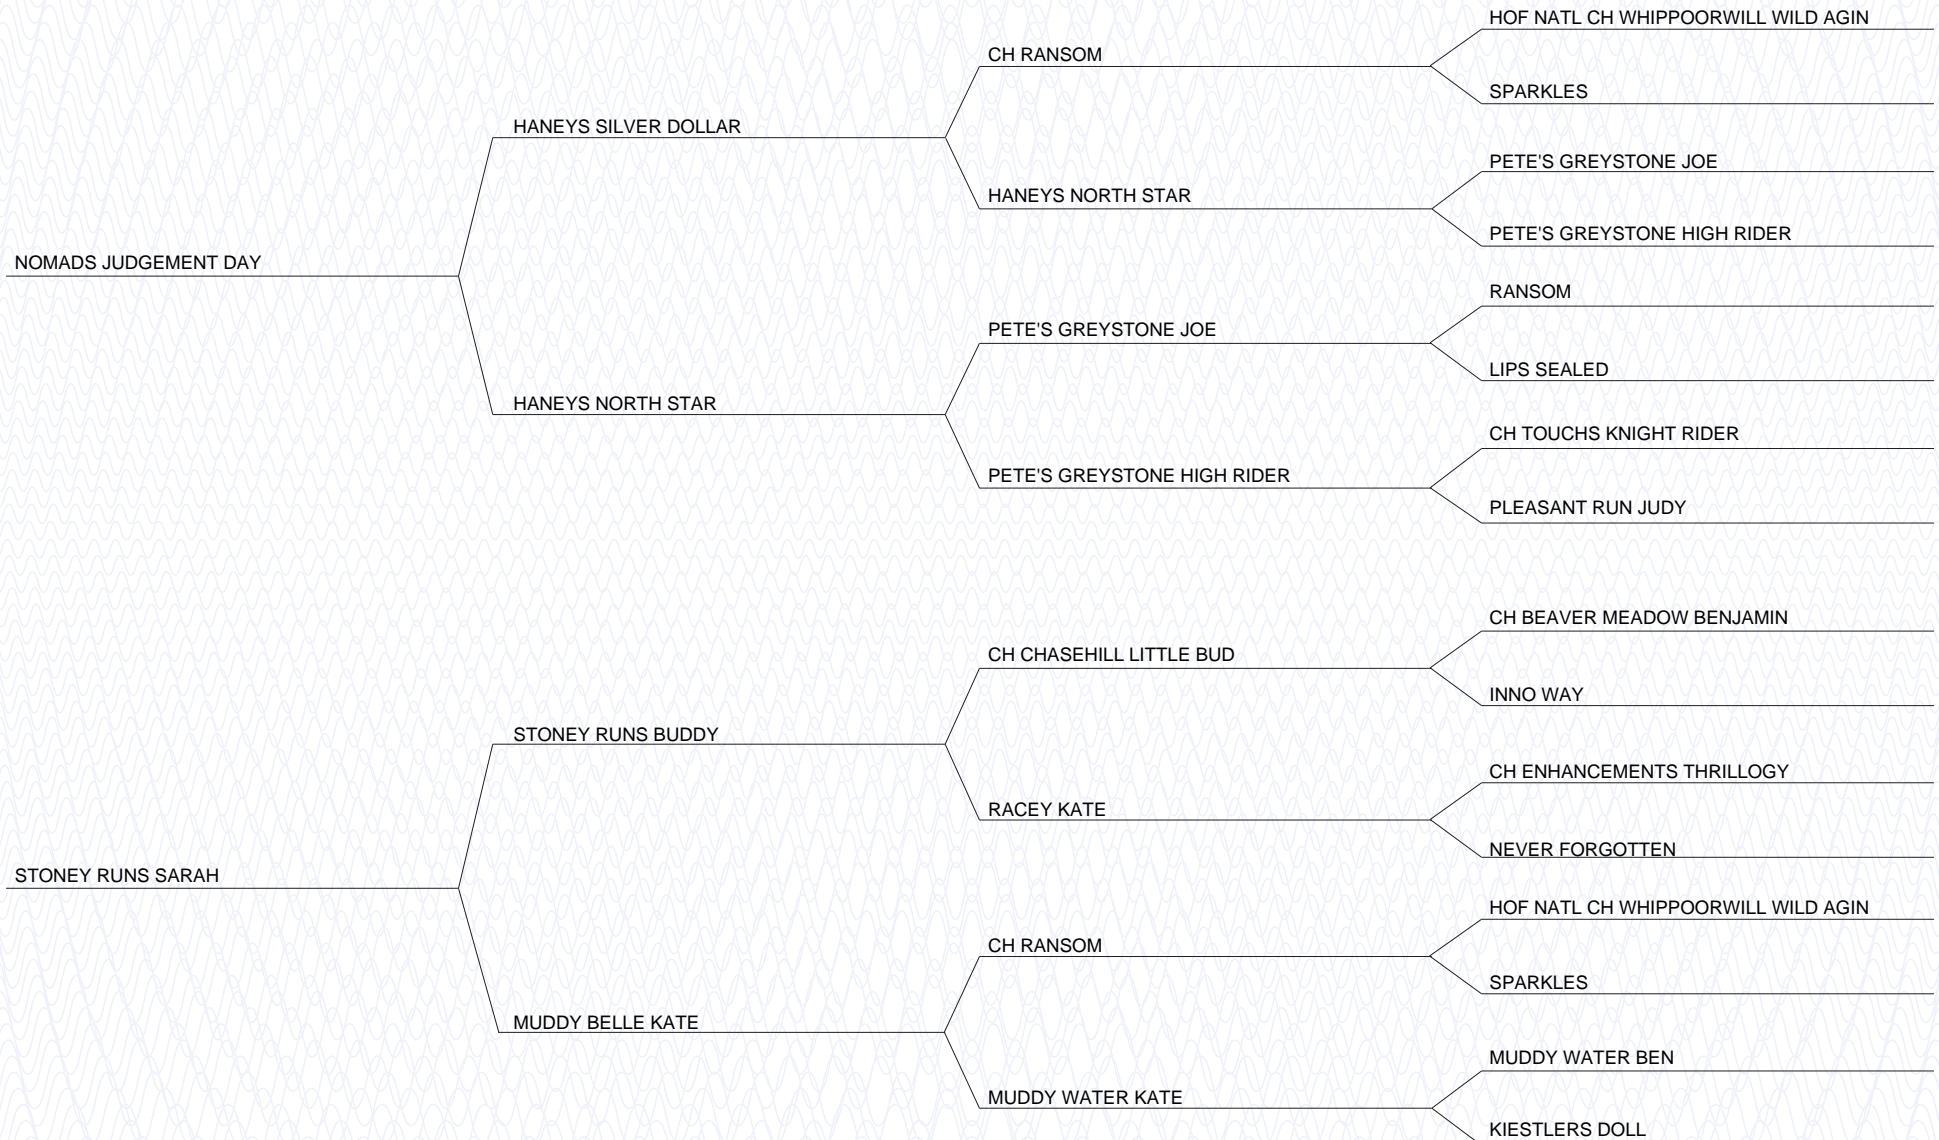 HOF NATL CH WHIPPOORWILL WILD AGIN
CH RANSOM
SPARKLES
HANEYS SILVER DOLLAR
PETE'S GREYSTONE JOE
HANEYS NORTH STAR
PETE'S GREYSTONE HIGH RIDER
NOMADS JUDGEMENT DAY
RANSOM
PETE'S GREYSTONE JOE
LIPS SEALED
HANEYS NORTH STAR
CH TOUCHS KNIGHT RIDER
PETE'S GREYSTONE HIGH RIDER
PLEASANT RUN JUDY
CH BEAVER MEADOW BENJAMIN
CH CHASEHILL LITTLE BUD
INNO WAY
STONEY RUNS BUDDY
CH ENHANCEMENTS THRILLOGY
RACEY KATE
NEVER FORGOTTEN
STONEY RUNS SARAH
HOF NATL CH WHIPPOORWILL WILD AGIN
CH RANSOM
SPARKLES
MUDDY BELLE KATE
MUDDY WATER BEN
MUDDY WATER KATE
KIESTLERS DOLL